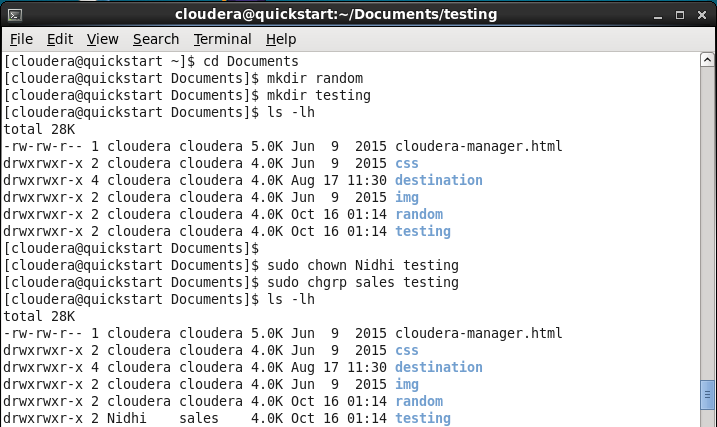 cloudera@quickstart:~/Documents/testing
File Edit View Search Terminal Help
[cloudera@quickstart ~]$ cd Documents
[cloudera@quickstart Documents]$ mkdir random
[cloudera@quickstart Documents]$ mkdir testing
[cloudera@quickstart Documents]$ ls -lh
total 28K
-rw-rw-r-- 1 cloudera cloudera 5.0K Jun  9  2015 cloudera-manager.html
drwxrwxr-x 2 cloudera cloudera 4.0K Jun  9  2015 css
drwxrwxr-x 4 cloudera cloudera 4.0K Aug 17 11:30 destination
drwxrwxr-x 2 cloudera cloudera 4.0K Jun  9  2015 img
drwxrwxr-x 2 cloudera cloudera 4.0K Oct 16 01:14 random
drwxrwxr-x 2 cloudera cloudera 4.0K Oct 16 01:14 testing
[cloudera@quickstart Documents]$
[cloudera@quickstart Documents]$ sudo chown Nidhi testing
[cloudera@quickstart Documents]$ sudo chgrp sales testing
[cloudera@quickstart Documents]$ ls -lh
total 28K
-rw-rw-r-- 1 cloudera cloudera 5.0K Jun  9  2015 cloudera-manager.html
drwxrwxr-x 2 cloudera cloudera 4.0K Jun  9  2015 css
drwxrwxr-x 4 cloudera cloudera 4.0K Aug 17 11:30 destination
drwxrwxr-x 2 cloudera cloudera 4.0K Jun  9  2015 img
drwxrwxr-x 2 cloudera cloudera 4.0K Oct 16 01:14 random
drwxrwxr-x 2 Nidhi    sales    4.0K Oct 16 01:14 testing